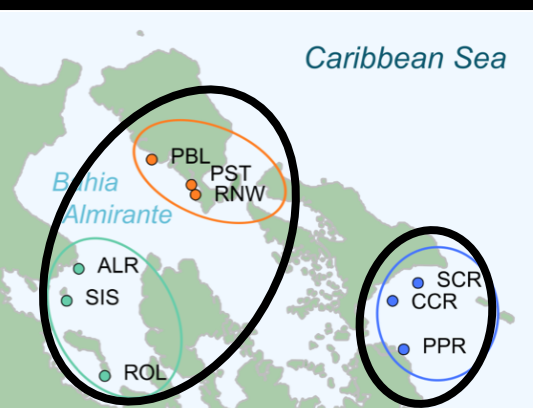 Caribbean Sea
PBL
PST
Bahia
RNW
Almirante
ALR
SIS
SCR
CCR
PPR
ROL